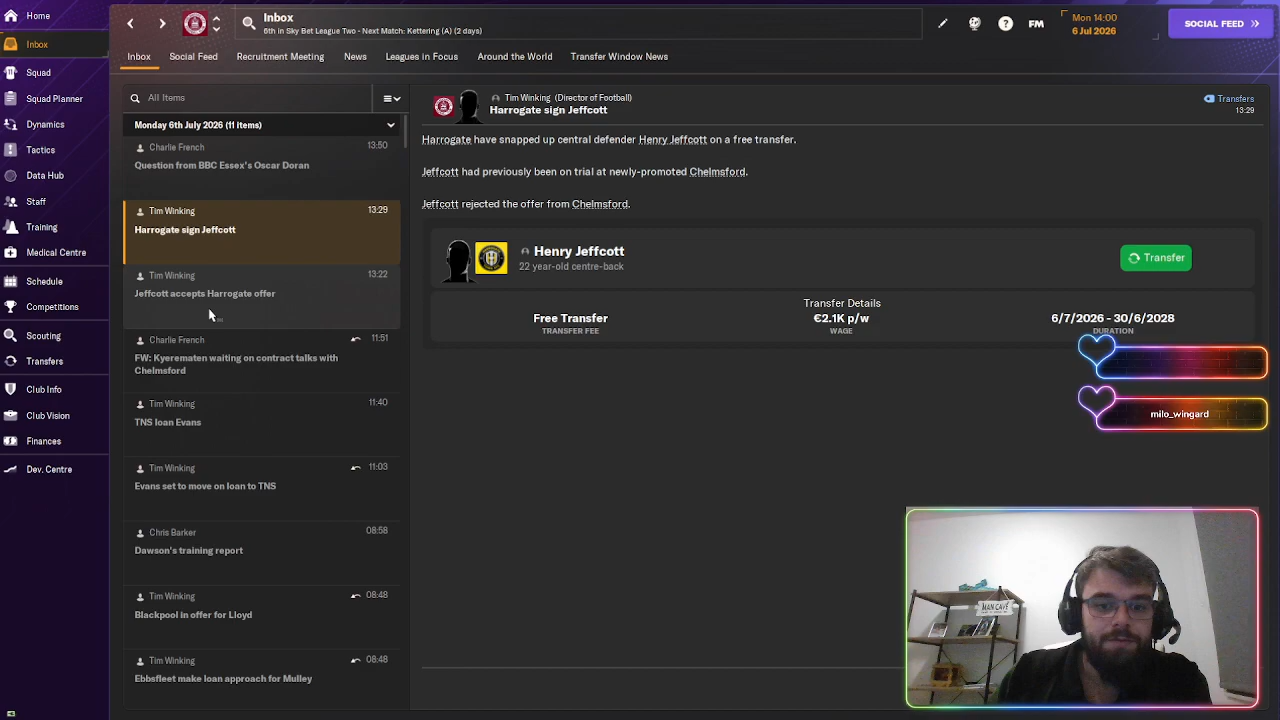 Home
Inbox
Squad
Squad Planner
Dynamics
Tactics
Data Hub
Staff
Training
Medical Centre
Schedule
Competitions
Scouting
Transfers
Club Info
Club Vision
Finances
Dev. Centre
Inbox
6th in Sky Bet League Two - Next Match: Kettering (A) (2 days)
FM
Mon 14:00
6 Jul 2026
SOCIAL FEED
Inbox Social Feed Recruitment Meeting News Leagues in Focus Around the World Transfer Window News
All Items
Monday 6th July 2026 (11 Items)
Charlie French 13:50
Question from BBC Essex's Oscar Doran
Tim Winking 13:29
Harrogate sign Jeffcott
Tim Winking 13:22
Jeffcott accepts Harrogate offer
Charlie French 11:51
FW: Kyerematen waiting on contract talks with
Chelmsford
Tim Winking 11:40
TNS loan Evans
Tim Winking 11:03
Evans set to move on loan to TNS
Chris Barker 08:58
Dawson's training report
Tim Winking 08:48
Blackpool in offer for Lloyd
Tim Winking 08:48
Ebbsfleet make loan approach for Mulley
Tim Winking (Director of Football)
Harrogate sign Jeffcott
Transfers
13:29
Harrogate have snapped up central defender Henry Jeffcott on a free transfer.
Jeffcott had previously been on trial at newly-promoted Chelmsford.
Jeffcott rejected the offer from Chelmsford.
Henry Jeffcott
22 year-old centre-back
Transfer
Transfer Details
Free Transfer €2.1K p/w 6/7/2026 - 30/6/2028
TRANSFER FEE WAGE DURATION
milo_wingard
MAN CAVE